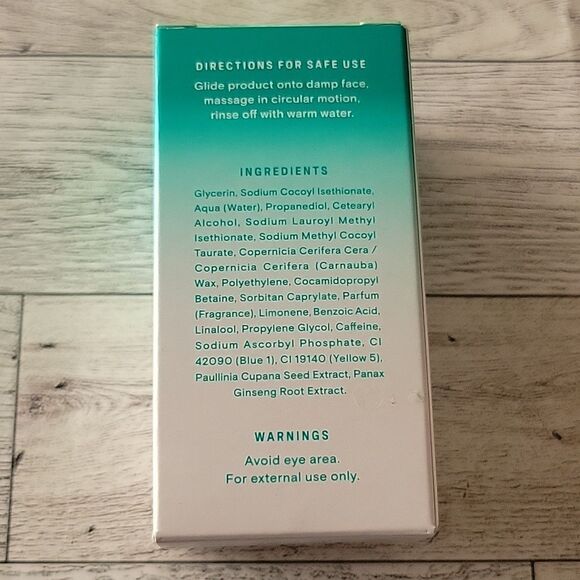 DIRECTIONS FOR SAFE USE
Glide product onto damp face,
massage in circular motion,
rinse off with warm water.
INGREDIENTS
Glycerin, Sodium Cocoyl Isethionate,
Aqua (Water), Propanediol, Cetearyl
Alcohol, Sodium Lauroyl Methyl
Isethionate, Sodium Methyl Cocoyl
Taurate, Copernicia Cerifera Cera /
Copernicia Cerifera (Carnauba)
Wax, Polyethylene, Cocamidopropyl
Betaine, Sorbitan Caprylate, Parfum
(Fragrance), Limonene, Benzoic Acid,
Linalool, Propylene Glycol, Caffeine,
Sodium Ascorbyl Phosphate, CI
42090 (Blue 1), CI 19140 (Yellow 5),
Paullinia Cupana Seed Extract, Panax
Ginseng Root Extract.
WARNINGS
Avoid eye area.
For external use only.